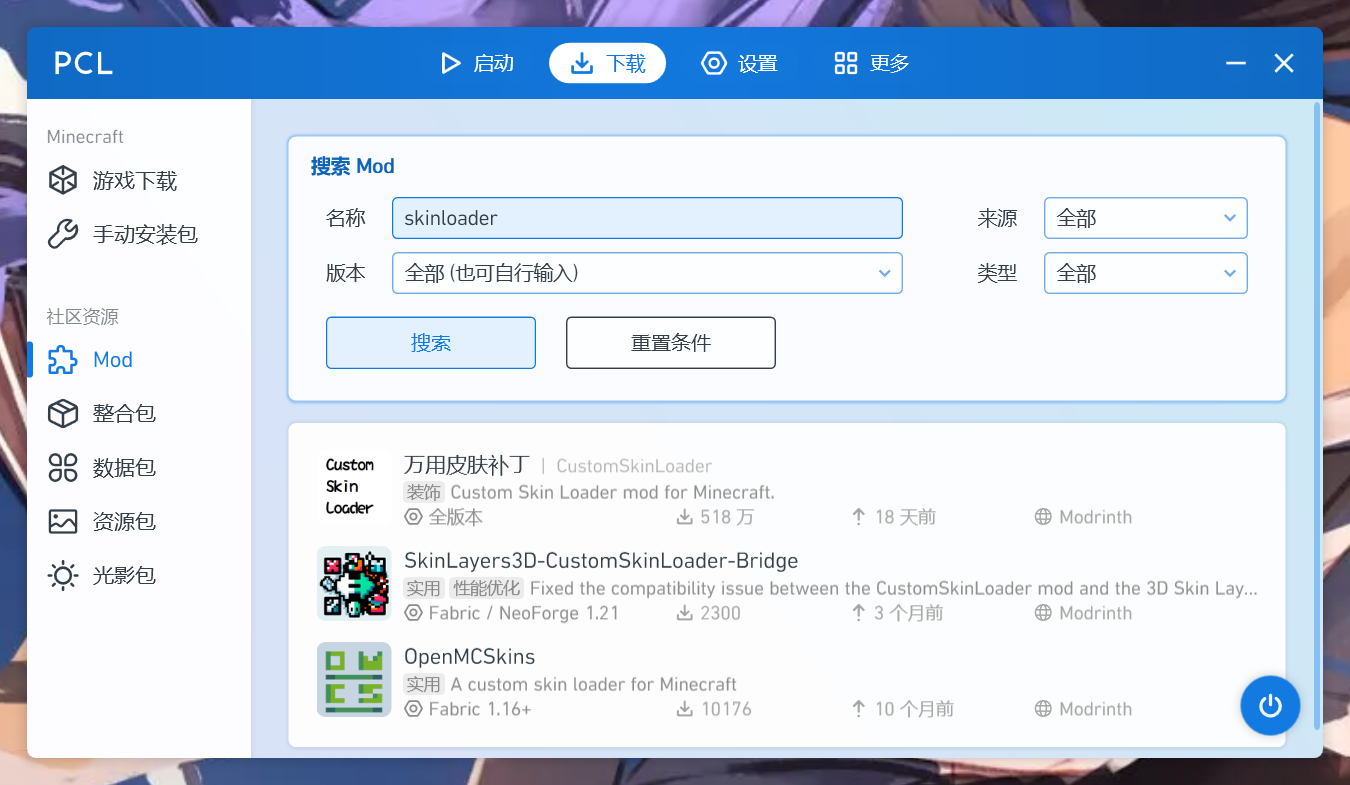 PCL
启动 下载 设置 更多
Minecraft
游戏下载
手动安装包
社区资源
Mod
整合包
数据包
资源包
光影包
搜索 Mod
名称 skinloader 来源 全部
版本 全部 (也可自行输入) 类型 全部
搜索 重置条件
Custom
Skin
Loader
万用皮肤补丁 | CustomSkinLoader
装饰 Custom Skin Loader mod for Minecraft.
全版本 518 万 18 天前 Modrinth
SkinLayers3D-CustomSkinLoader-Bridge
实用 性能优化 Fixed the compatibility issue between the CustomSkinLoader mod and the 3D Skin Lay...
Fabric / NeoForge 1.21 2300 3 个月前 Modrinth
OMCS
OpenMCSkins
实用 A custom skin loader for Minecraft
Fabric 1.16+ 10176 10 个月前 Modrinth